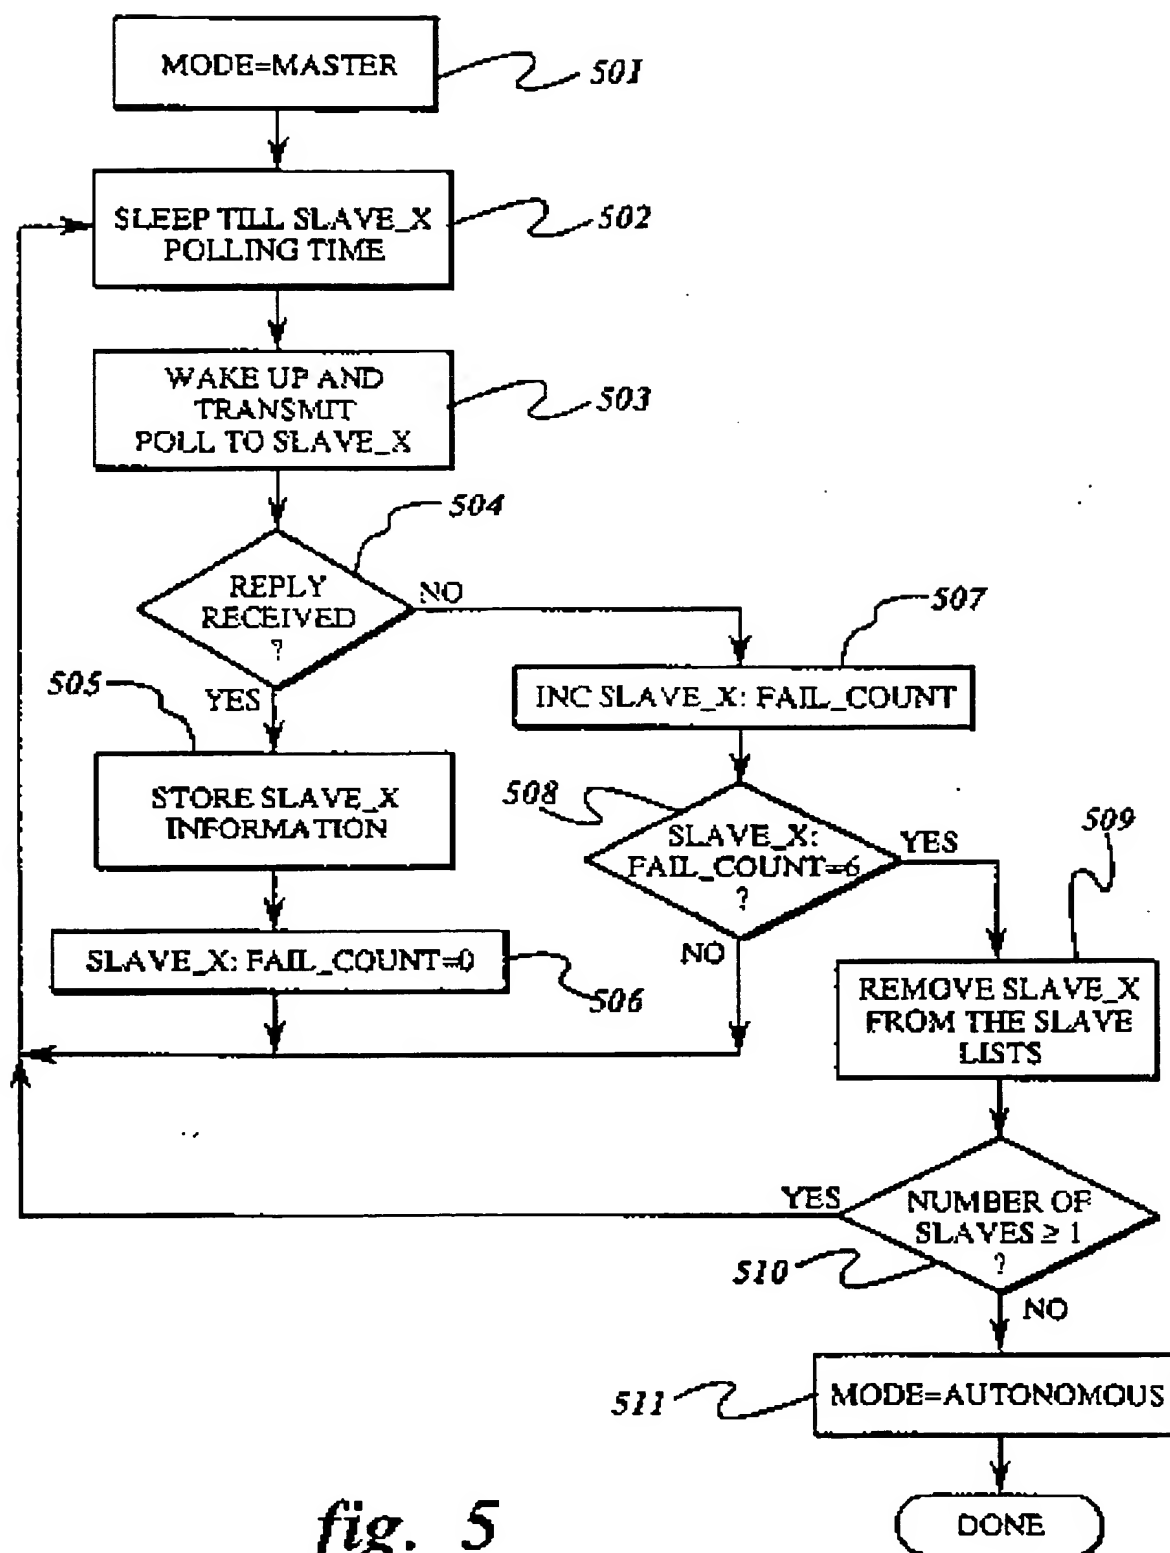 MODE=MASTER
501
SLEEP TILL SLAVE_X
POLLING TIME
502
WAKE UP AND
TRANSMIT
POLL TO SLAVE_X
503
504
REPLY
RECEIVED
?
NO
YES
505
STORE SLAVE_X
INFORMATION
SLAVE_X: FAIL_COUNT=0
506
507
INC SLAVE_X: FAIL_COUNT
508
SLAVE_X:
FAIL_COUNT=6
?
YES
NO
509
REMOVE SLAVE_X
FROM THE SLAVE
LISTS
YES
NUMBER OF
SLAVES ≥ 1
?
510
NO
511
MODE=AUTONOMOUS
DONE
fig. 5